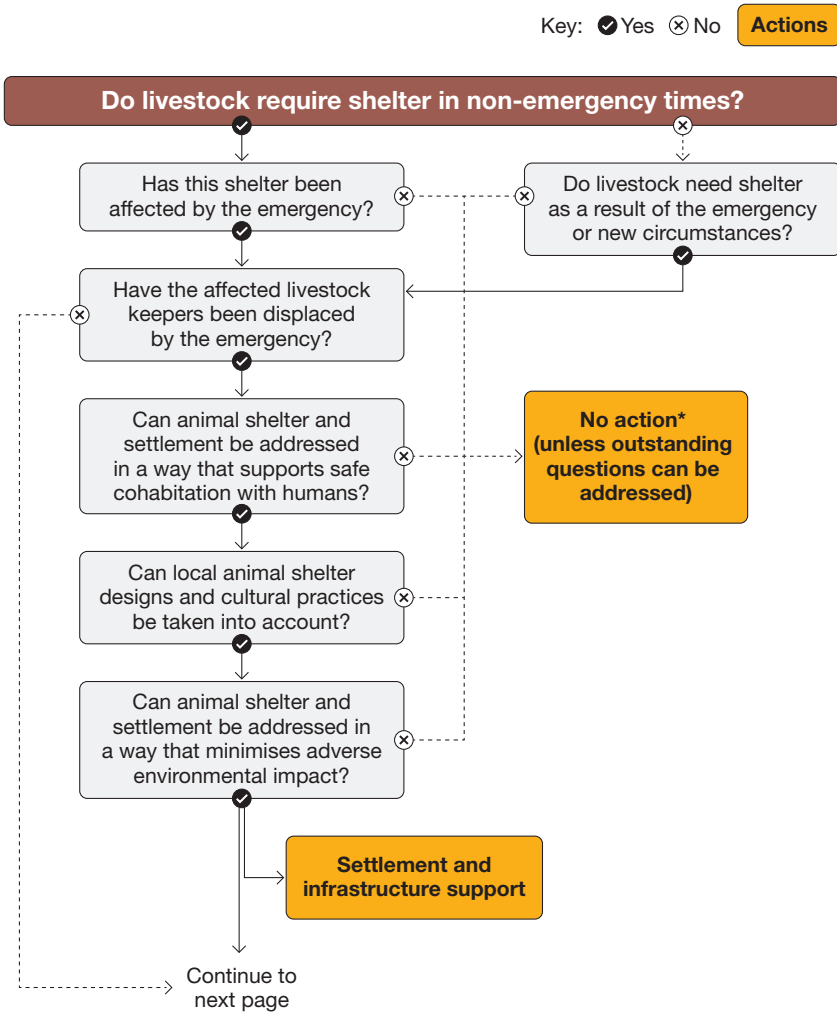 Key: Yes No Actions
Do livestock require shelter in non-emergency times?
Has this shelter been
affected by the emergency?
Do livestock need shelter
as a result of the emergency
or new circumstances?
Have the affected livestock
keepers been displaced
by the emergency?
Can animal shelter and
settlement be addressed
in a way that supports safe
cohabitation with humans?
No action*
(unless outstanding
questions can be
addressed)
Can local animal shelter
designs and cultural practices
be taken into account?
Can animal shelter and
settlement be addressed in
a way that minimises adverse
environmental impact?
Settlement and
infrastructure support
Continue to
next page